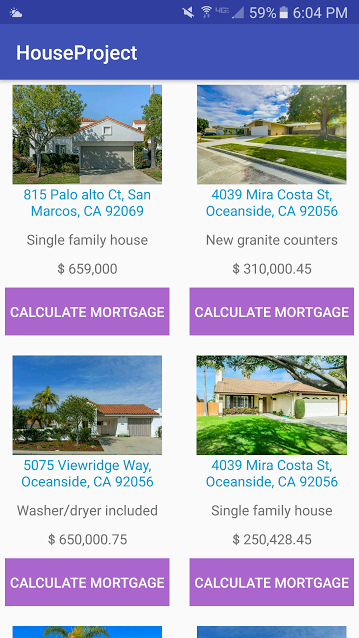 59% 6:04 PM
HouseProject
815 Palo alto Ct, San
Marcos, CA 92069
Single family house
$ 659,000
CALCULATE MORTGAGE
4039 Mira Costa St,
Oceanside, CA 92056
New granite counters
$ 310,000.45
CALCULATE MORTGAGE
5075 Viewridge Way,
Oceanside, CA 92056
Washer/dryer included
$ 650,000.75
CALCULATE MORTGAGE
4039 Mira Costa St,
Oceanside, CA 92056
Single family house
$ 250,428.45
CALCULATE MORTGAGE